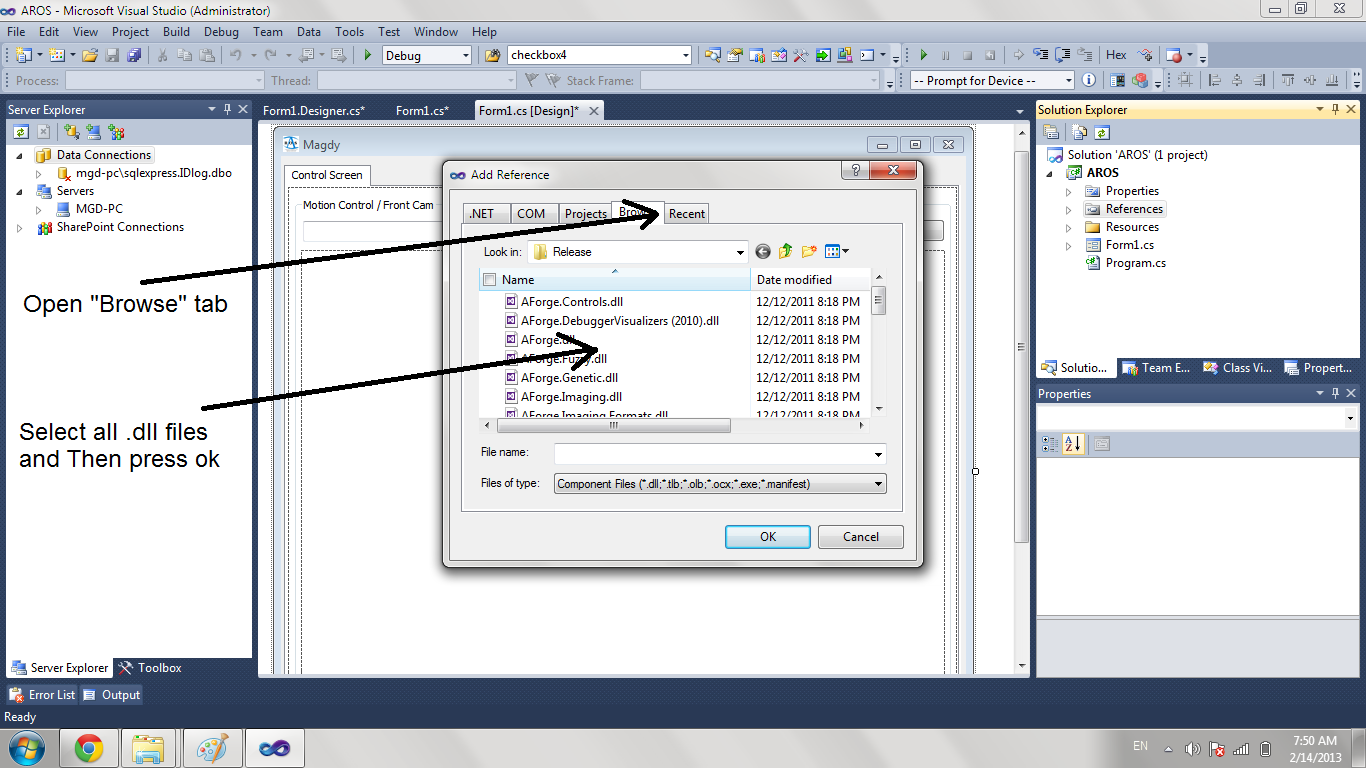 AROS - Microsoft Visual Studio (Administrator)
File Edit View Project Build Debug Team Data Tools Test Window Help
Debug checkbox4 Hex
Process: Thread: Stack Frame: -- Prompt for Device --
Server Explorer
Data Connections
mgd-pc\sqlexpress.IDlog.dbo
Servers
MGD-PC
SharePoint Connections
Open "Browse" tab
Select all .dll files
and Then press ok
Server Explorer Toolbox
Form1.Designer.cs* Form1.cs* Form1.cs [Design]*
Magdy
Control Screen
Motion Control / Front Cam
Add Reference
.NET COM Projects Recent
Look in: Release
Name Date modified
AForge.Controls.dll 12/12/2011 8:18 PM
AForge.DebuggerVisualizers (2010).dll 12/12/2011 8:18 PM
AForge.dll 12/12/2011 8:18 PM
AForge.Fuzzy.dll 12/12/2011 8:18 PM
AForge.Genetic.dll 12/12/2011 8:18 PM
AForge.Imaging.dll 12/12/2011 8:18 PM
AForge.Imaging.Formats.dll 12/12/2011 8:18 PM
File name:
Files of type: Component Files (*.dll;*.tlb;*.olb;*.ocx;*.exe;*.manifest)
OK Cancel
Solution Explorer
Solution 'AROS' (1 project)
AROS
Properties
References
Resources
Form1.cs
Program.cs
Solutio... Team E... Class Vi... Propert...
Properties
Error List Output
Ready
EN 7:50 AM
2/14/2013